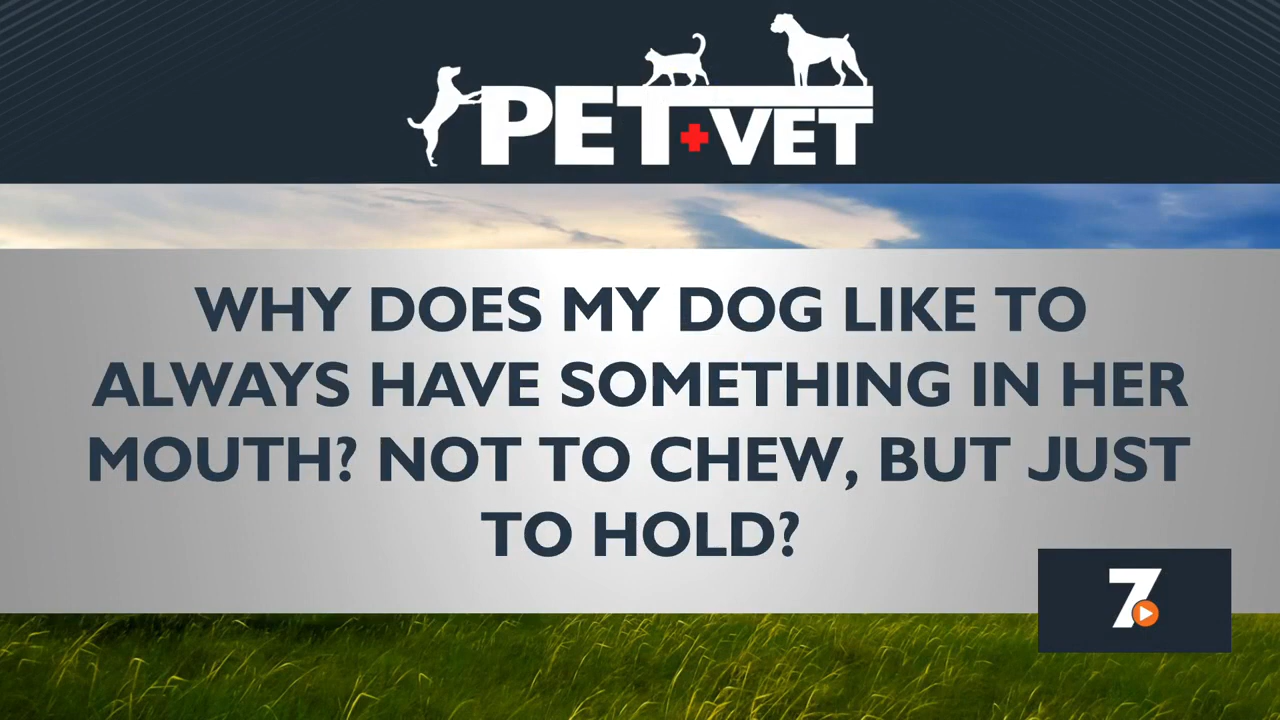 PET+VET
WHY DOES MY DOG LIKE TO
ALWAYS HAVE SOMETHING IN HER
MOUTH? NOT TO CHEW, BUT JUST
TO HOLD?
7